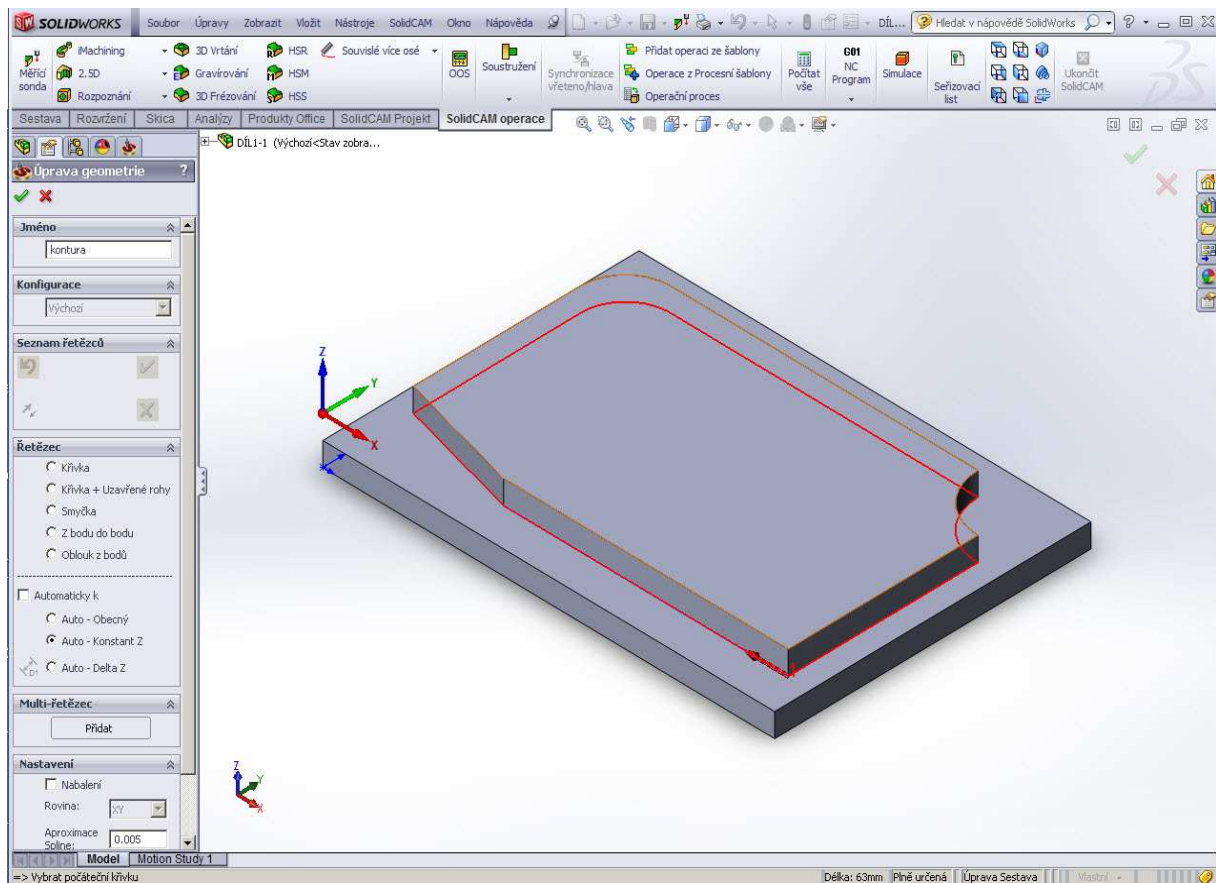 SOLIDWORKS Soubor Úpravy Zobrazit Vložit Nástroje SolidCAM Okno Nápověda DÍL... Hledat v nápovědě SolidWorks ?
Měřící sonda
iMachining
2.5D
Rozpoznání
3D Vrtání
Gravírování
3D Frézování
HSR
HSM
HSS
Souvislé více osé
OOS
Soustružení
Synchronizace vřeteno/hlava
Přidat operaci ze šablony
Operace z Procesní šablony
Operační proces
Počítat vše
G01
NC Program
Simulace
Seřizovací list
Ukončit SolidCAM
Sestava Rozvržení Skica Analýzy Produkty Office SolidCAM Projekt SolidCAM operace
DÍL1-1 (Výchozí<Stav zobra...
Úprava geometrie ?
Jméno
kontura
Konfigurace
Výchozí
Seznam řetězců
Řetězec
Křivka
Křivka + Uzavřené rohy
Smyčka
Z bodu do bodu
Oblouk z bodů
Automaticky k
Auto - Obecný
Auto - Konstant Z
Auto - Delta Z
D1
Multi-řetězec
Přidat
Nastavení
Nabalení
Rovina: XY
Aproximace Spline: 0.005
Z
Y
X
Z
Y
X
Model Motion Study 1
=> Vybrat počáteční křivku Délka: 63mm Plně určená Úprava Sestava Vlastní